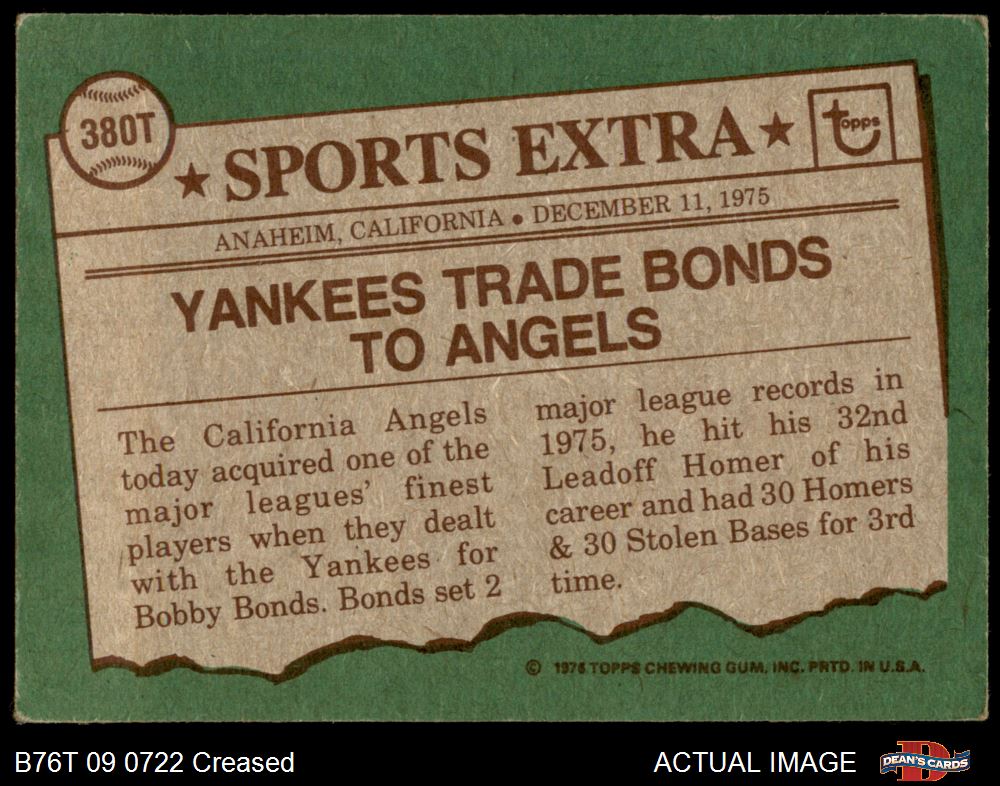 380T
★ SPORTS EXTRA ★
topps
ANAHEIM, CALIFORNIA ● DECEMBER 11, 1975
YANKEES TRADE BONDS
TO ANGELS
The California Angels
today acquired one of the
major leagues' finest
players when they dealt
with the Yankees for
Bobby Bonds. Bonds set 2
major league records in
1975, he hit his 32nd
Leadoff Homer of his
career and had 30 Homers
& 30 Stolen Bases for 3rd
time.
© 1976 TOPPS CHEWING GUM, INC. PRTD. IN U.S.A.
B76T 09 0722 Creased
ACTUAL IMAGE
D
DEAN'S CARDS